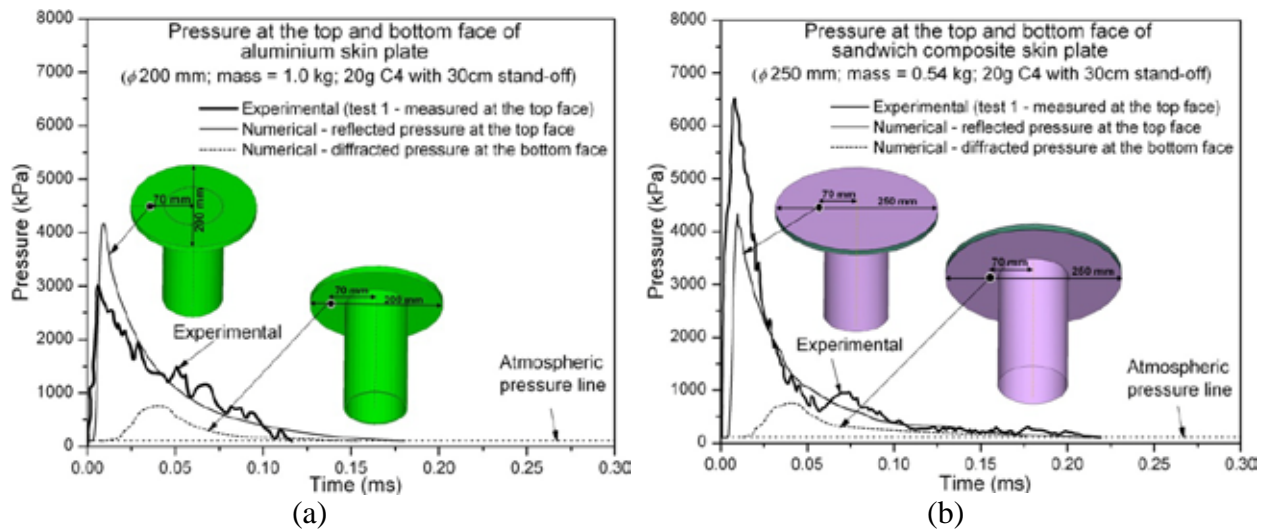 Pressure at the top and bottom face of
aluminium skin plate
(ϕ200 mm; mass = 1.0 kg; 20g C4 with 30cm stand-off)
Experimental (test 1 - measured at the top face)
Numerical - reflected pressure at the top face
Numerical - diffracted pressure at the bottom face
70 mm
200 mm
70 mm
200 mm
Experimental
Atmospheric
pressure line
Pressure (kPa)
8000
7000
6000
5000
4000
3000
2000
1000
0
0.00 0.05 0.10 0.15 0.20 0.25 0.30
Time (ms)
(a)
Pressure at the top and bottom face of
sandwich composite skin plate
(ϕ250 mm; mass = 0.54 kg; 20g C4 with 30cm stand-off)
Experimental (test 1 - measured at the top face)
Numerical - reflected pressure at the top face
Numerical - diffracted pressure at the bottom face
70 mm
250 mm
70 mm
250 mm
Experimental
Atmospheric
pressure line
Pressure (kPa)
8000
7000
6000
5000
4000
3000
2000
1000
0
0.00 0.05 0.10 0.15 0.20 0.25 0.30
Time (ms)
(b)